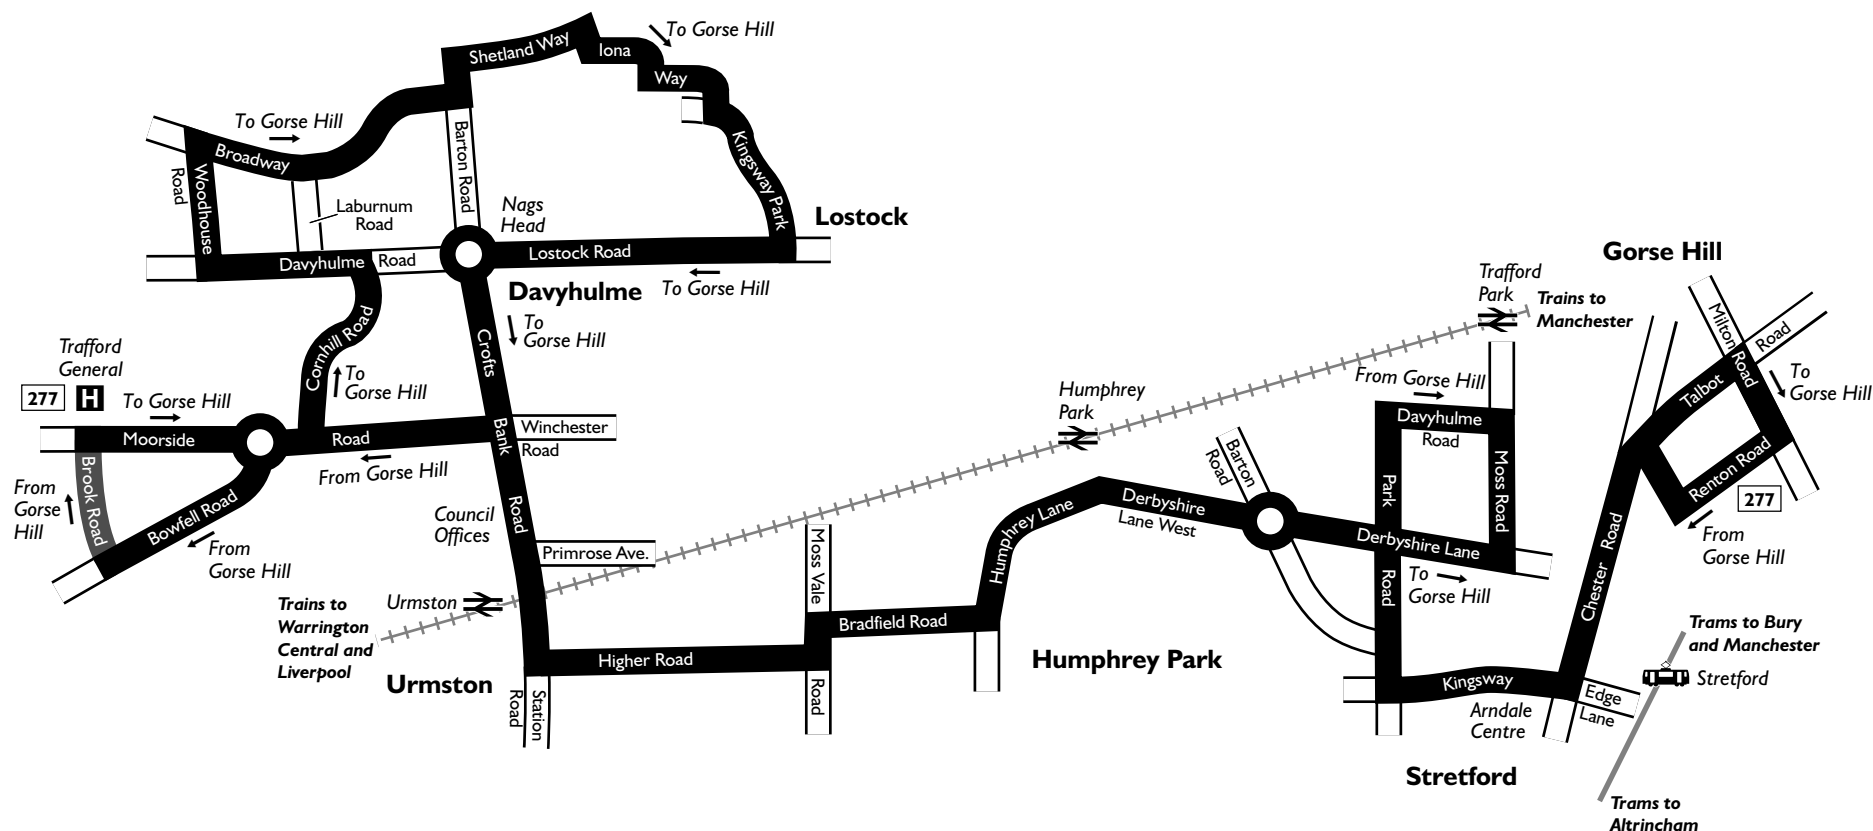 To Gorse Hill
Shetland Way
Iona
Way
To Gorse Hill
Broadway
Woodhouse
Road
Barton Road
Kingsway Park
Laburnum
Road
Nags
Head
Lostock
Davyhulme
Road
Lostock Road
To Gorse Hill
Davyhulme
To
Gorse Hill
Crofts
Bank
Road
Cornhill Road
Trafford
General
277
H
To Gorse Hill
To
Gorse Hill
Moorside
Road
From Gorse Hill
Winchester
Road
Brook Road
From
Gorse
Hill
Bowfell Road
From
Gorse Hill
Council
Offices
Primrose Ave.
Urmston
Trains to
Warrington
Central and
Liverpool
Urmston
Station
Road
Higher Road
Moss Vale
Road
Bradfield Road
Humphrey Lane
Humphrey
Park
Humphrey Park
Derbyshire
Lane West
Barton
Road
Trafford
Park
Trains to
Manchester
From Gorse Hill
Davyhulme
Road
Park
Road
Moss Road
Derbyshire Lane
To
Gorse Hill
Kingsway
Arndale
Centre
Stretford
Chester Road
Edge
Lane
Gorse Hill
Milton
Road
Talbot
Road
To
Gorse Hill
Renton Road
277
From
Gorse Hill
Trams to Bury
and Manchester
Stretford
Trams to
Altrincham